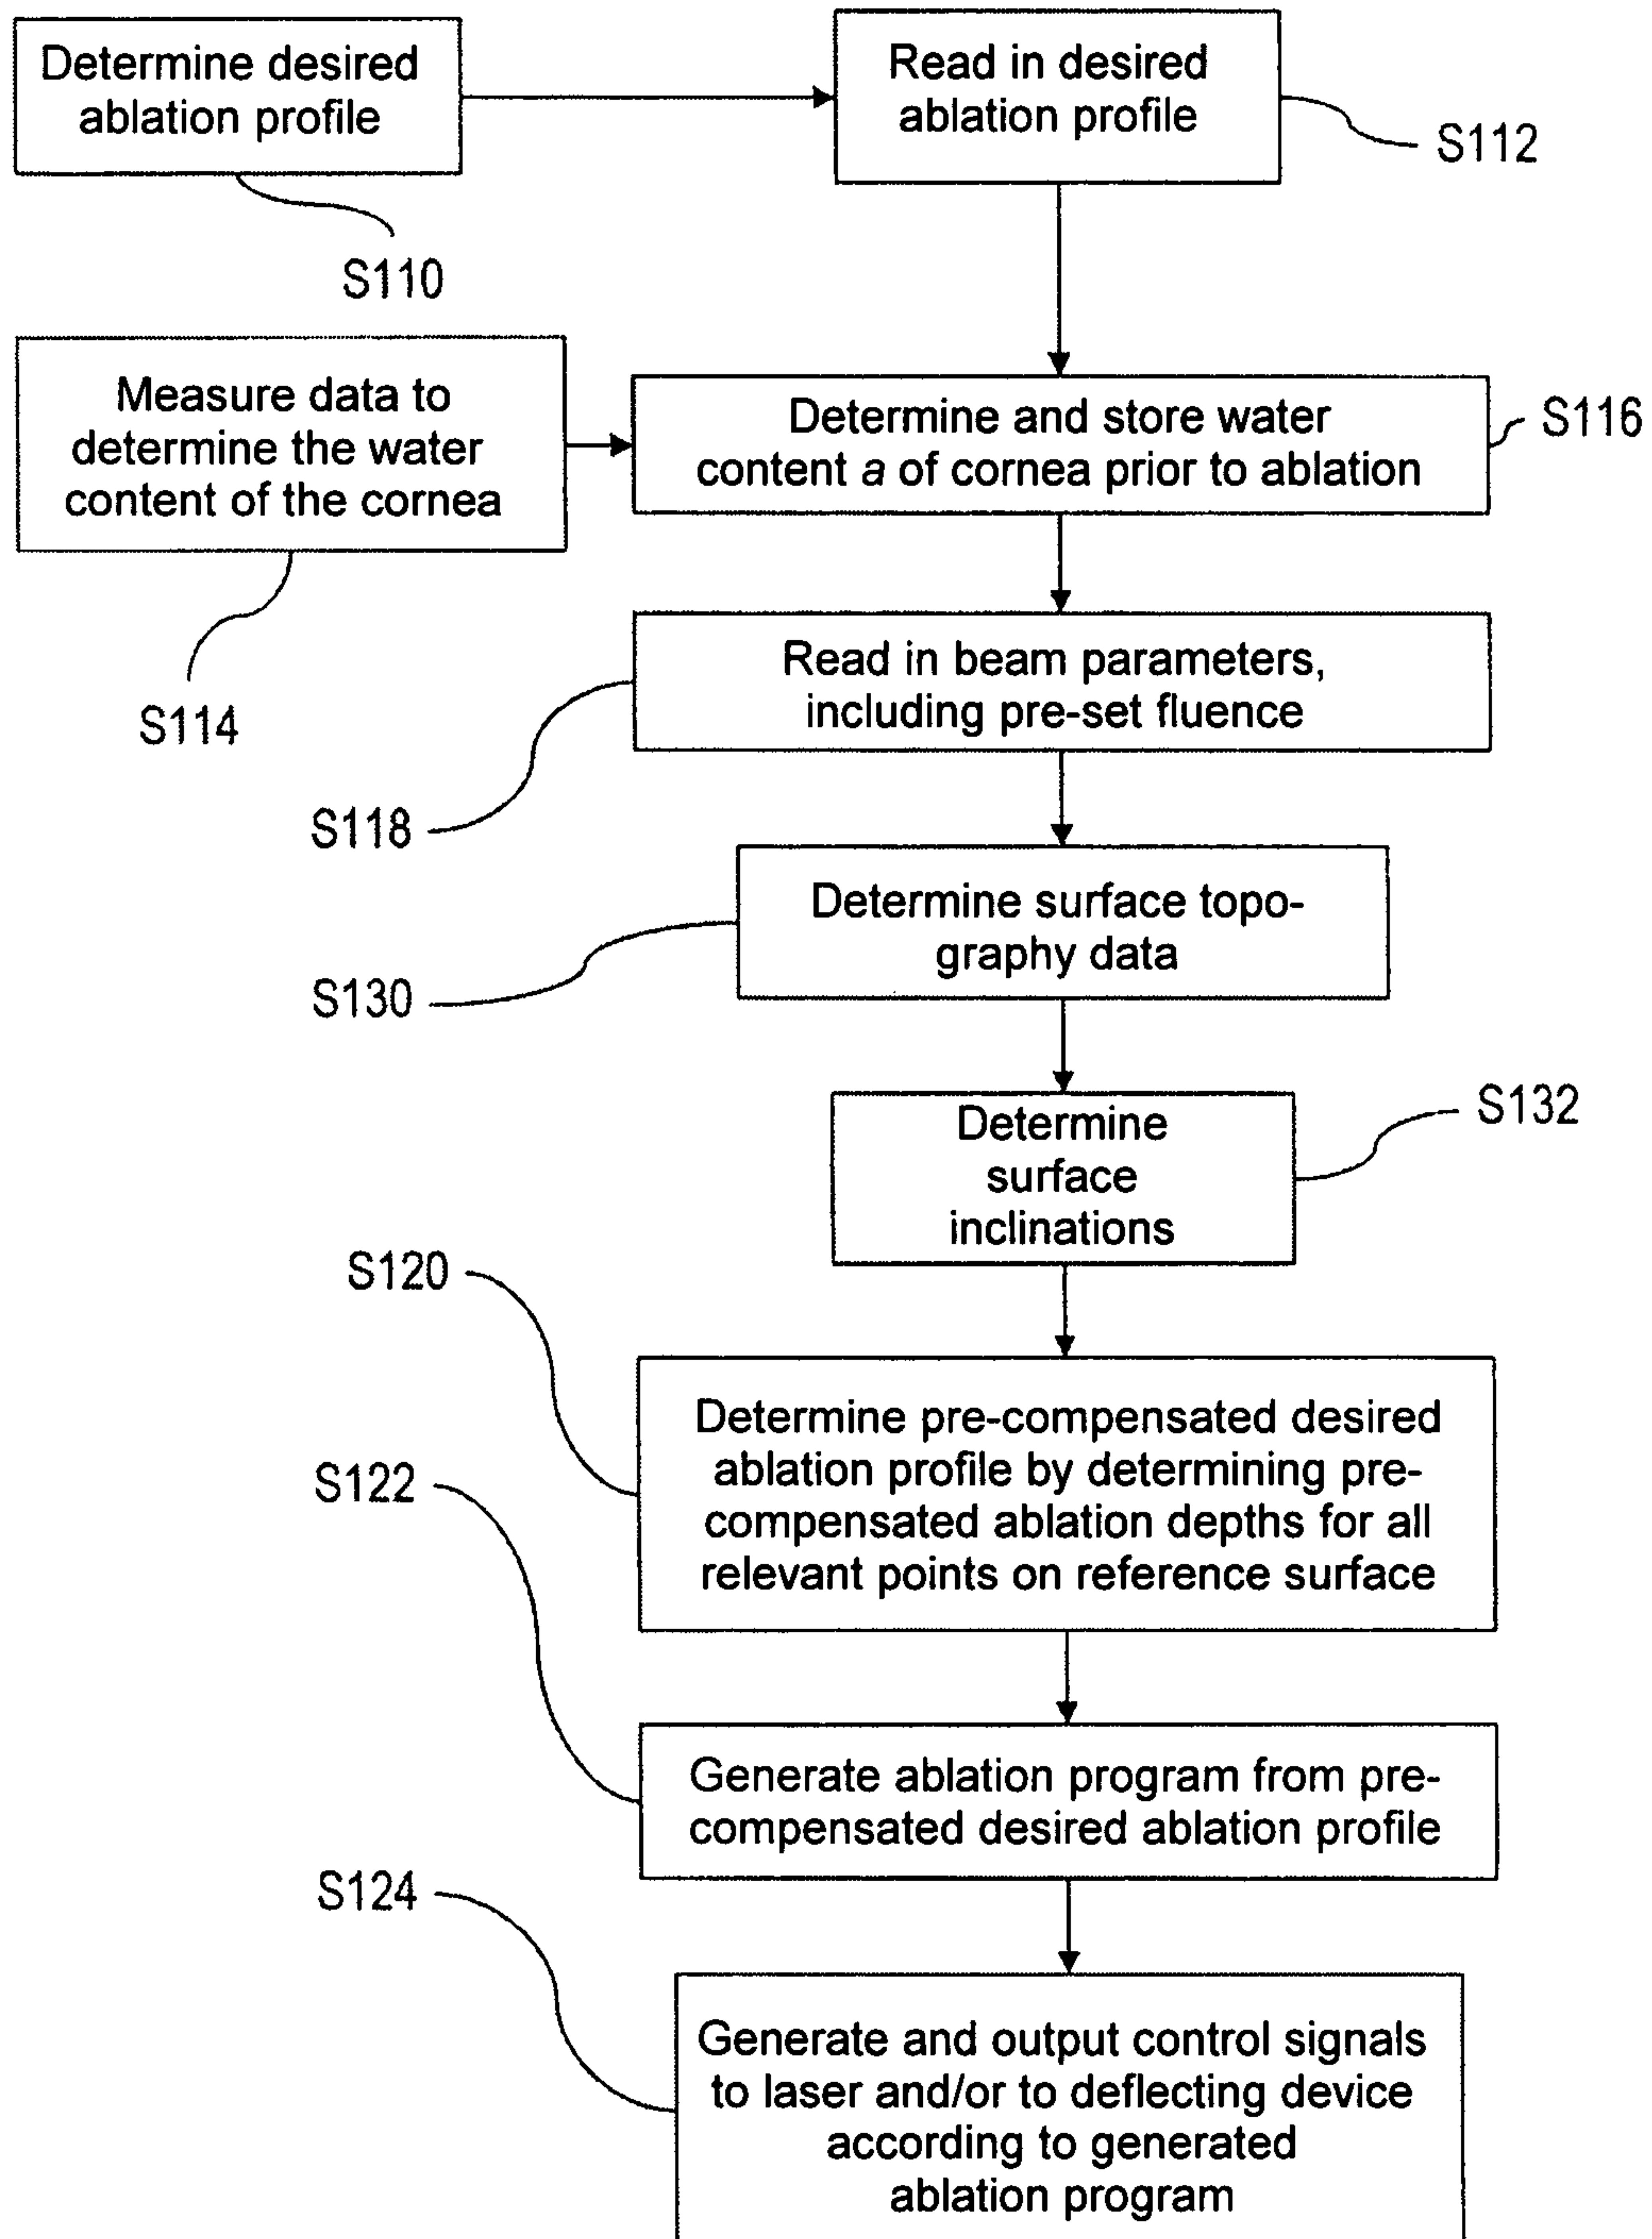 Determine desired
ablation profile
Read in desired
ablation profile
S112
S110
Measure data to
determine the water
content of the cornea
Determine and store water
content a of cornea prior to ablation
S116
S114
Read in beam parameters,
including pre-set fluence
S118
Determine surface topo-
graphy data
S130
Determine
surface
inclinations
S132
S120
Determine pre-compensated desired
ablation profile by determining pre-
compensated ablation depths for all
relevant points on reference surface
S122
Generate ablation program from pre-
compensated desired ablation profile
S124
Generate and output control signals
to laser and/or to deflecting device
according to generated
ablation program